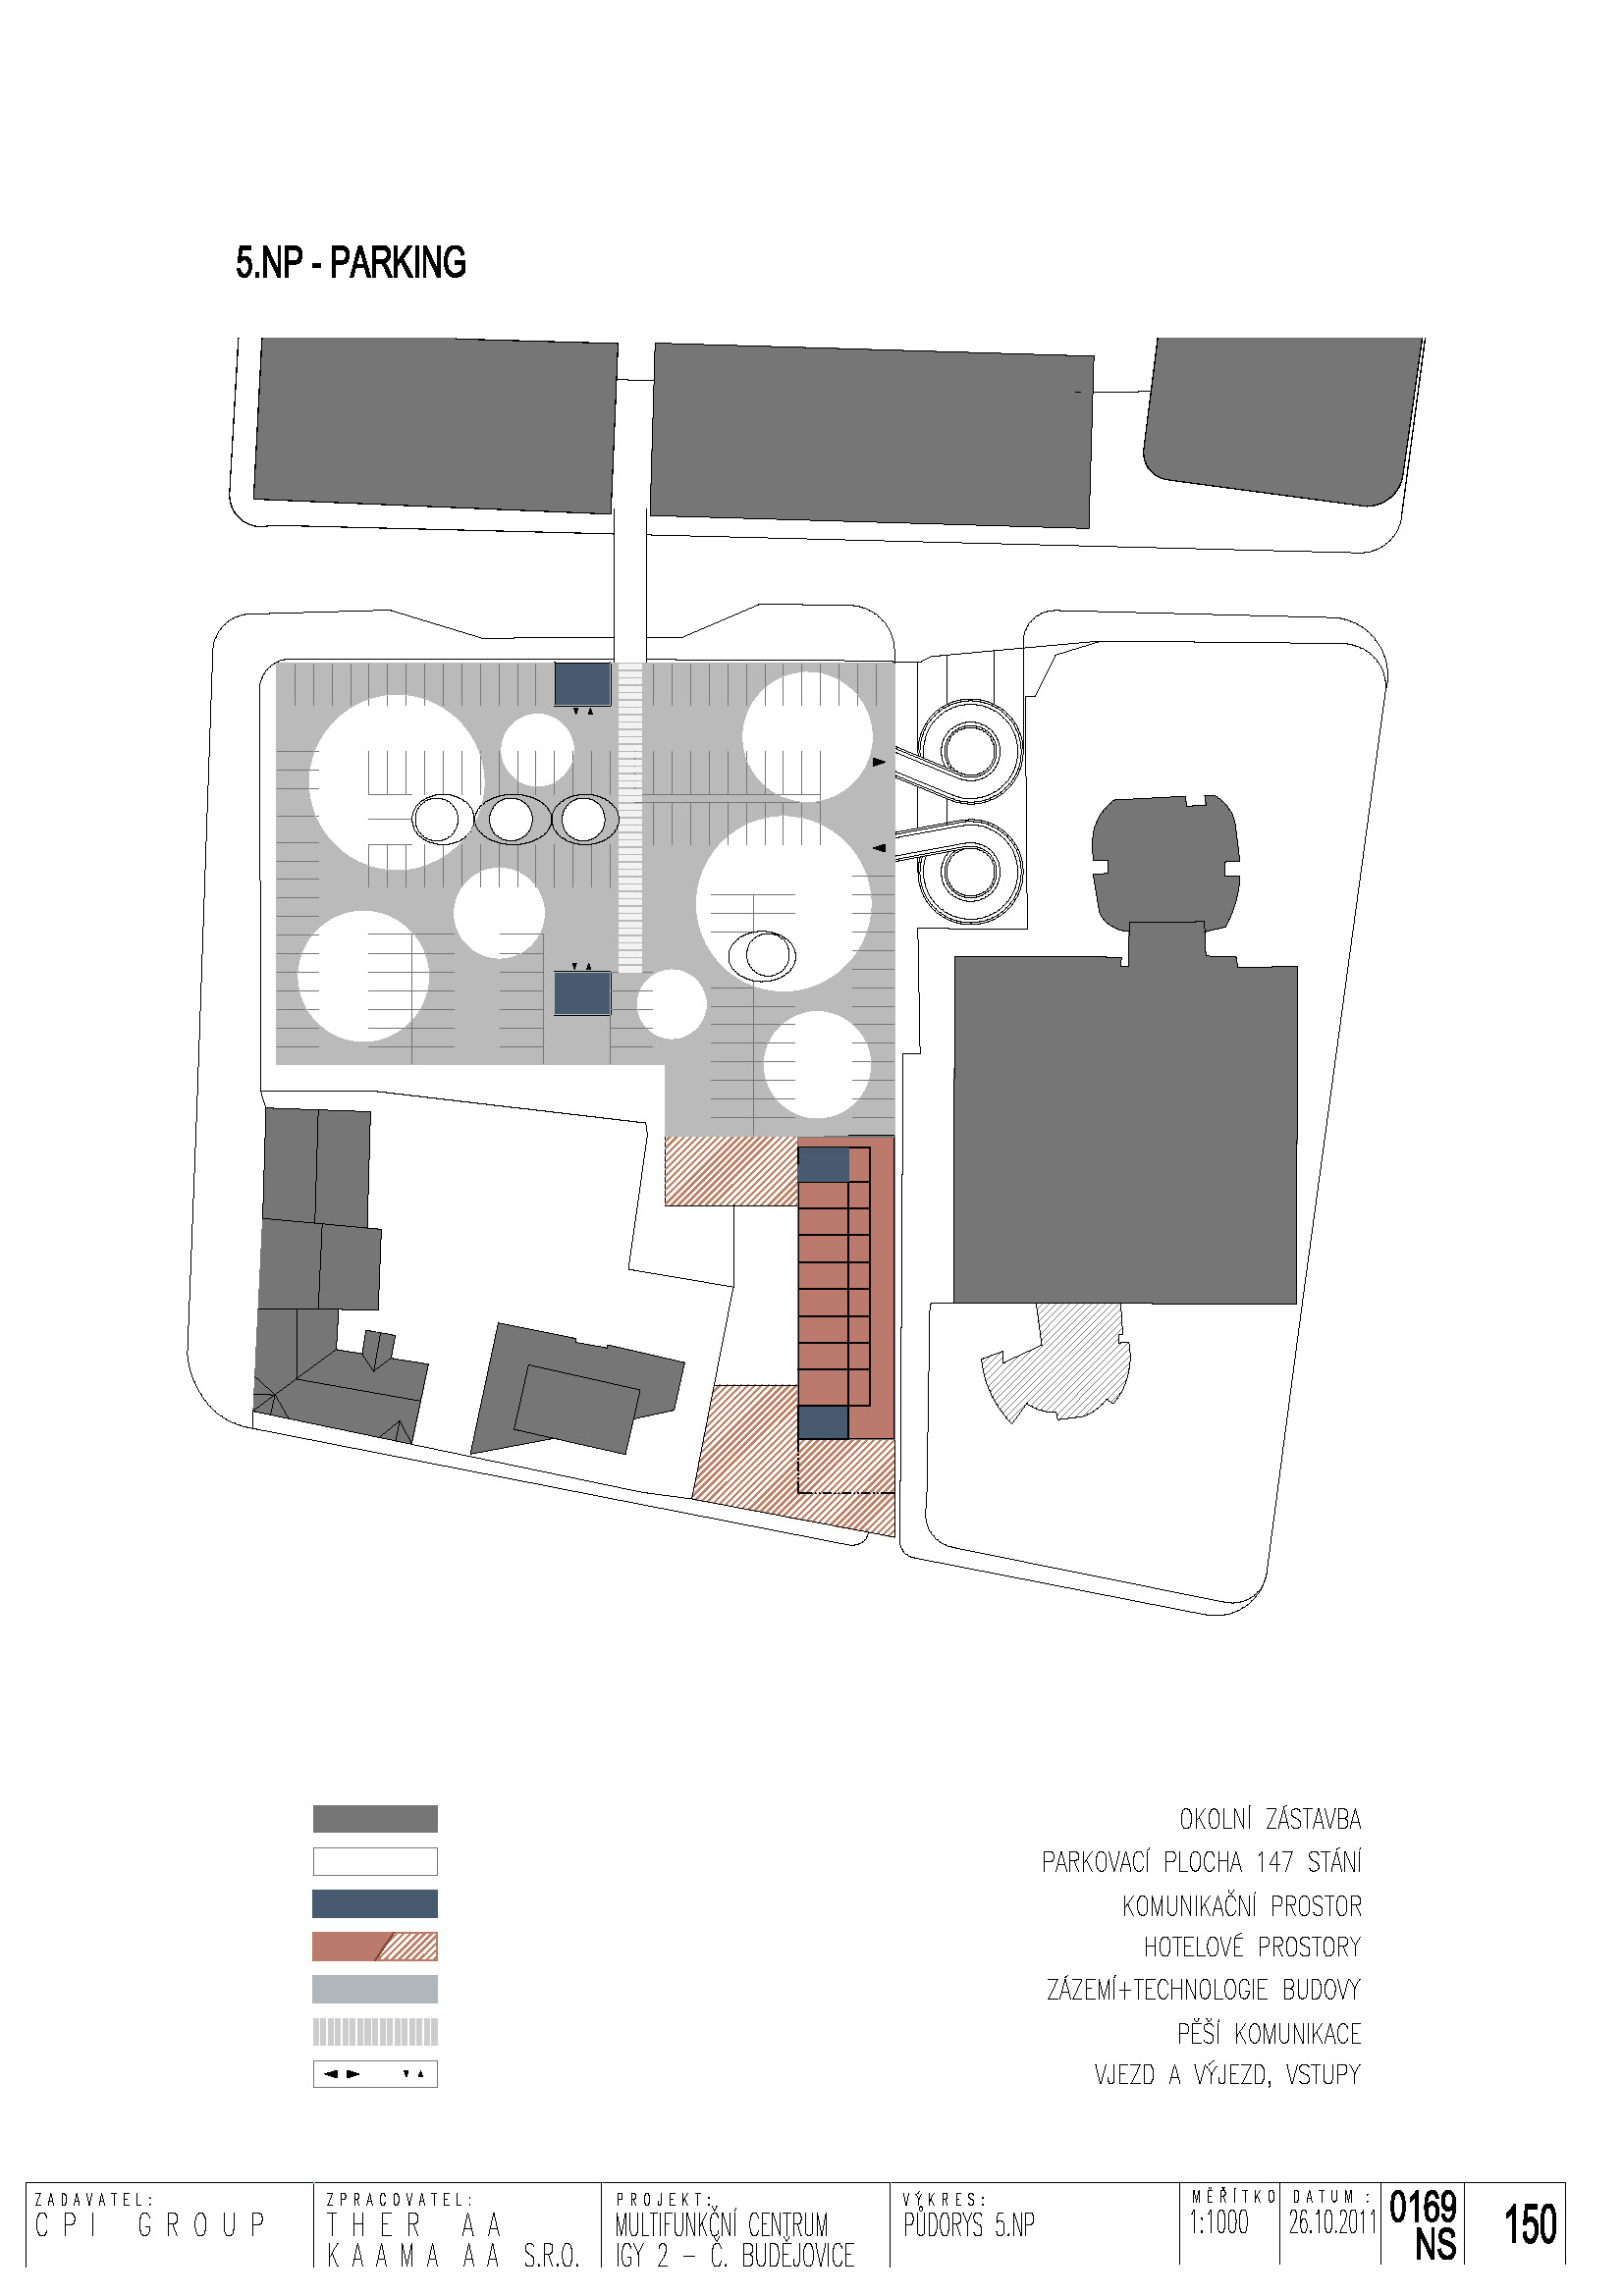 5.NP - PARKING
OKOLNÍ ZÁSTAVBA
PARKOVACÍ PLOCHA 147 STÁNÍ
KOMUNIKAČNÍ PROSTOR
HOTELOVÉ PROSTORY
ZÁZEMÍ+TECHNOLOGIE BUDOVY
PĚŠÍ KOMUNIKACE
VJEZD A VÝJEZD, VSTUPY
ZADAVATEL:
CPI GROUP
ZPRACOVATEL:
THER AA
KAAMA AA S.R.O.
PROJEKT:
MULTIFUNKČNÍ CENTRUM
IGY 2 – Č. BUDĚJOVICE
VÝKRES:
PŮDORYS 5.NP
MĚŘÍTKO
1:1000
DATUM :
26.10.2011
0169
NS
150